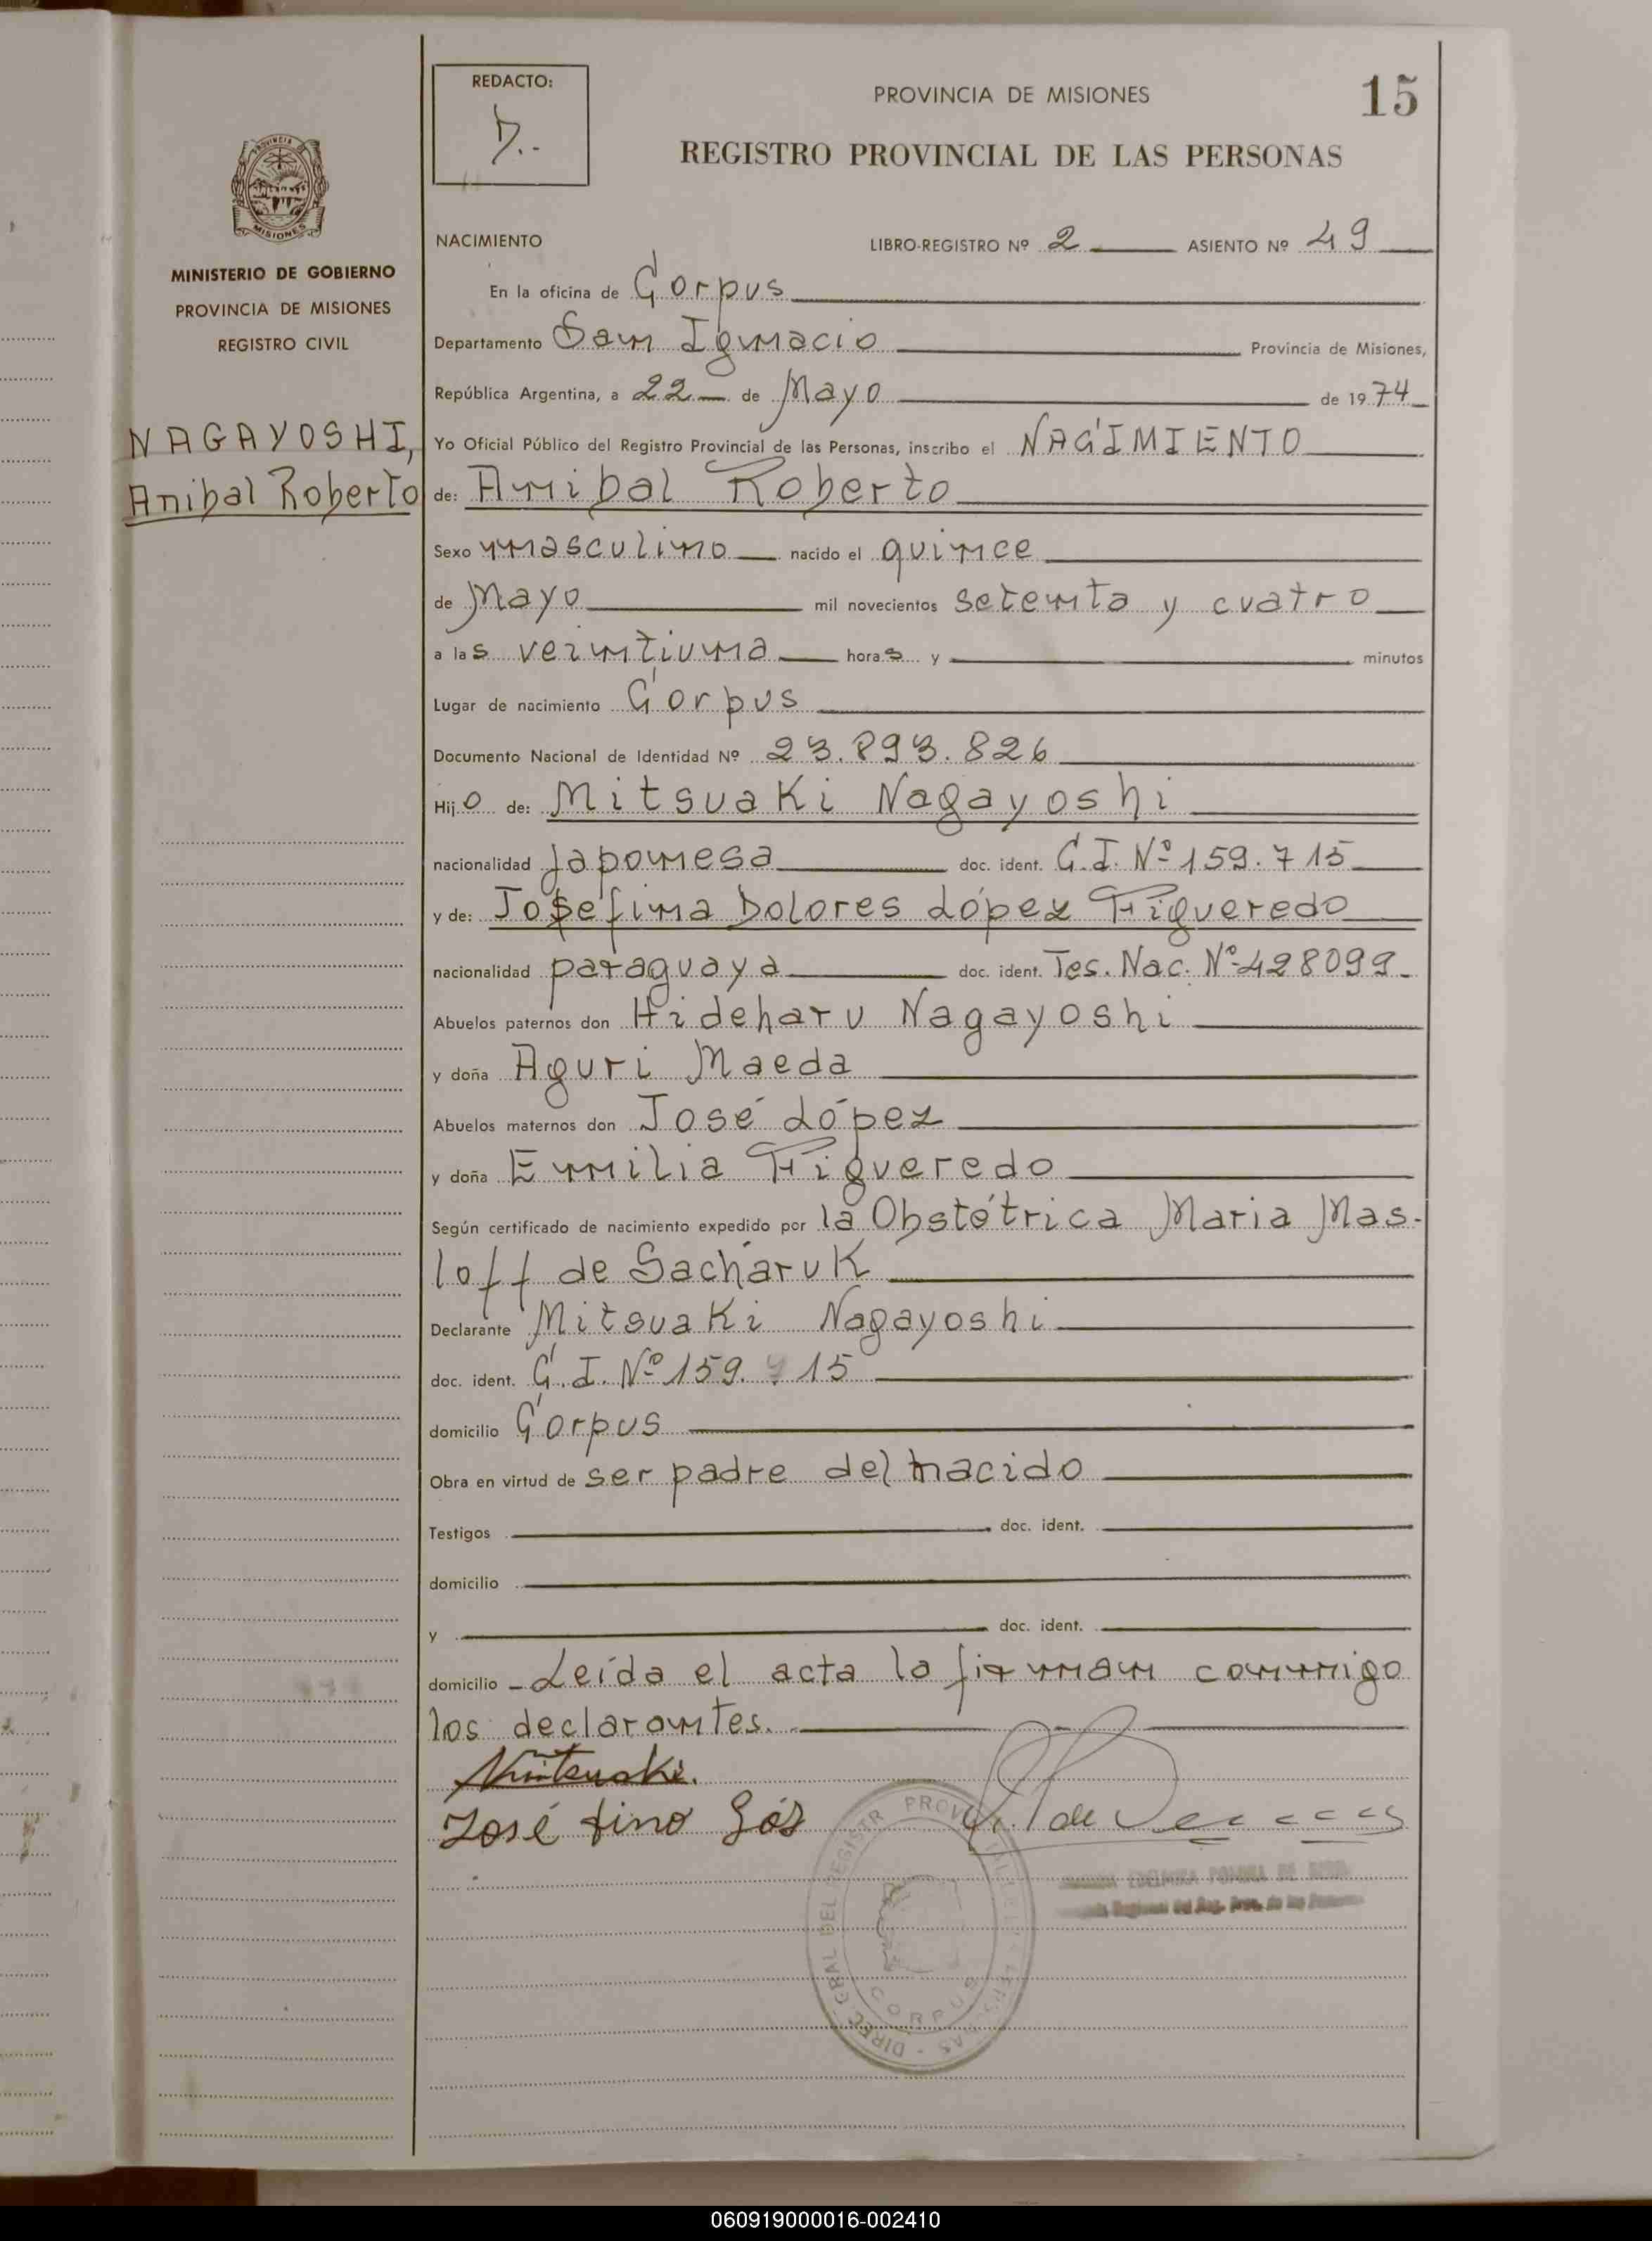 REDACTO:
PROVINCIA DE MISIONES
15
REGISTRO PROVINCIAL DE LAS PERSONAS
MISIONES
MINISTERIO DE GOBIERNO
PROVINCIA DE MISIONES
REGISTRO CIVIL
NAGAYOSHI,
Anibal Roberto
NACIMIENTO LIBRO-REGISTRO Nº 2 ASIENTO Nº 49
En la oficina de Corpus
Departamento San Ignacio Provincia de Misiones,
República Argentina, a 22 de Mayo de 1974
Yo Oficial Público del Registro Provincial de las Personas, inscribo el NACIMIENTO
de: Anibal Roberto
Sexo masculino nacido el quince
de Mayo mil novecientos setenta y cuatro
a las veintiuna horas y minutos
Lugar de nacimiento Corpus
Documento Nacional de Identidad Nº 23.893.826
Hijo de: Mitsuaki Nagayoshi
nacionalidad japonesa doc. ident. C.I. Nº 159.715
y de: Josefina Dolores López Figueredo
nacionalidad paraguaya doc. ident. Tes. Nac. Nº 428099
Abuelos paternos don Hideharu Nagayoshi
y doña Aguri Maeda
Abuelos maternos don José López
y doña Emilia Figueredo
Según certificado de nacimiento expedido por la Obstétrica Maria Mas-
loff de Sacharuk
Declarante Mitsuaki Nagayoshi
doc. ident. C.I. Nº 159.715
domicilio Corpus
Obra en virtud de ser padre del nacido
Testigos doc. ident.
domicilio
y doc. ident.
domicilio - Leída el acta la firman conmigo
los declarantes.
Mitsuaki.
José fino
CORPUS
060919000016-002410